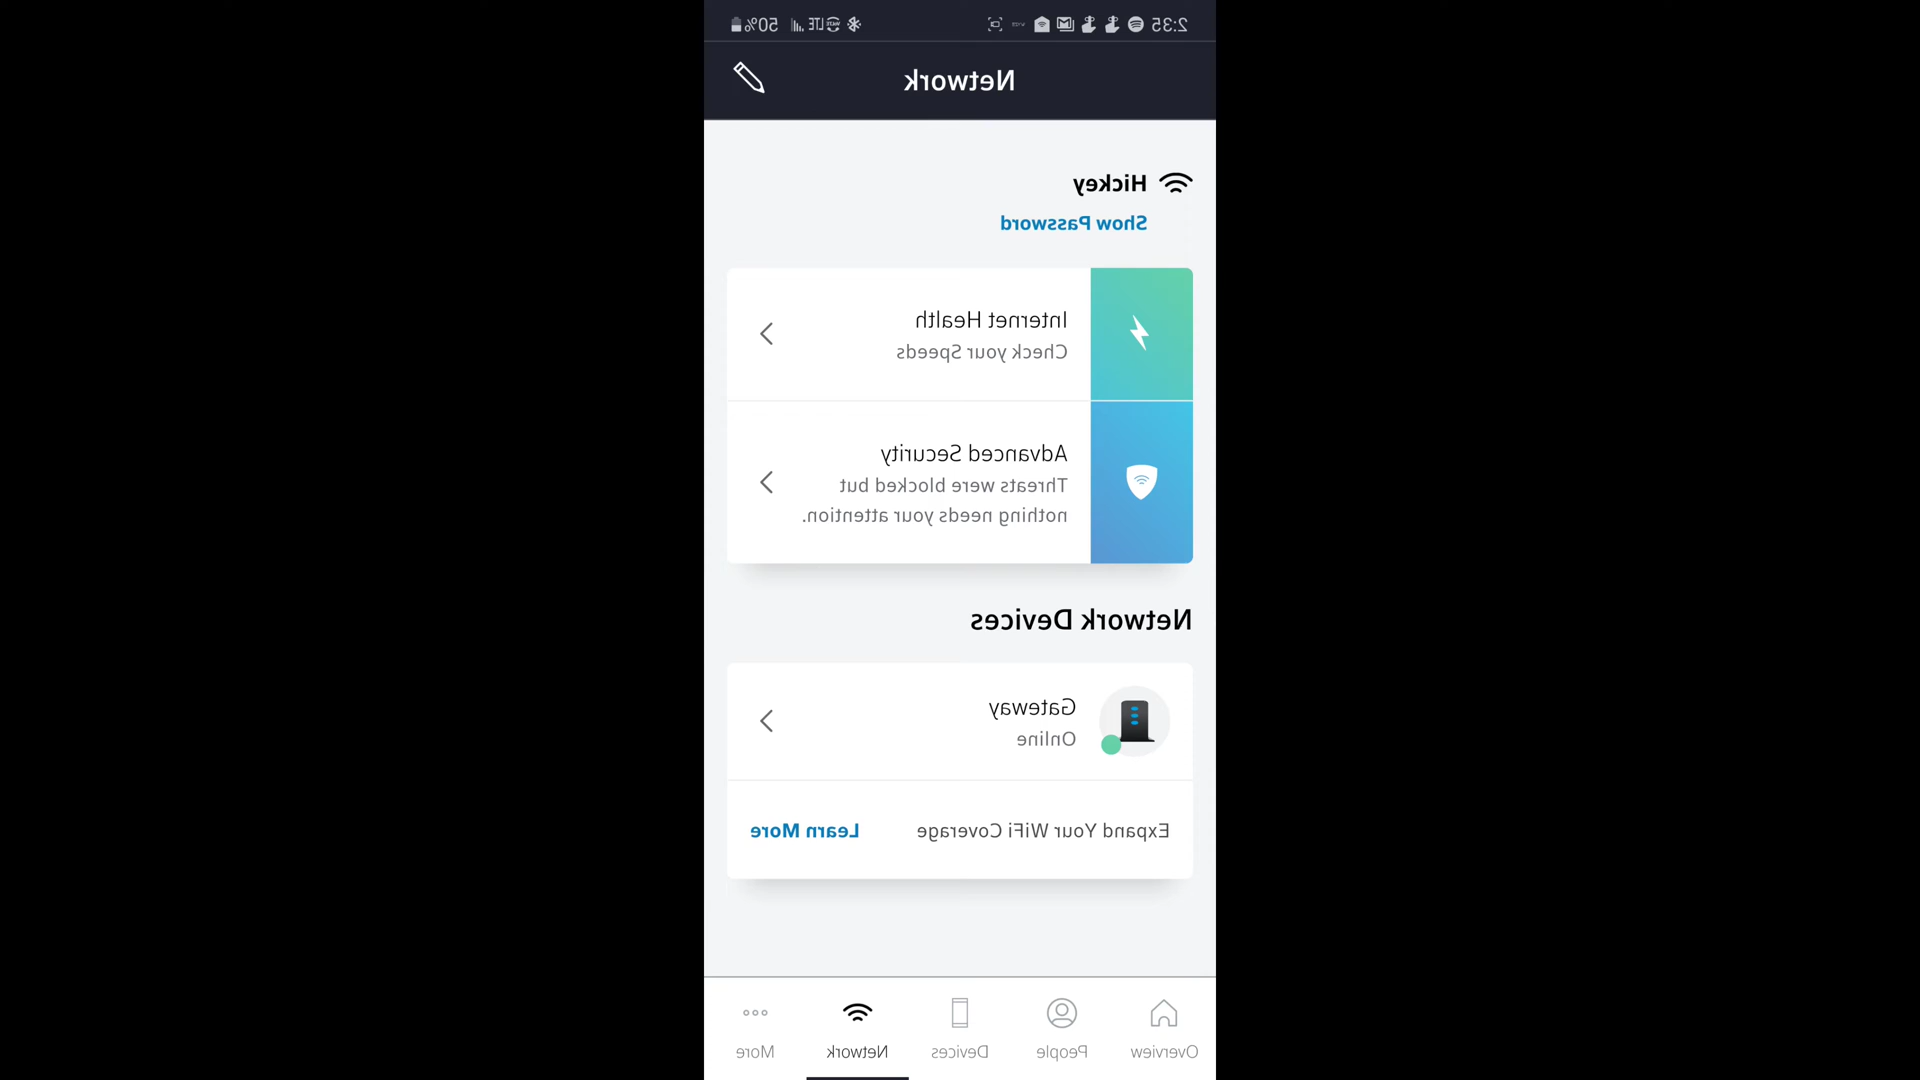 2:35
LTE 50%
Network
Hickey
Show Password
Internet Health
Check your Speeds
Advanced Security
Threats were blocked but
nothing needs your attention.
Network Devices
Gateway
Online
Expand Your WiFi Coverage Learn More
Overview People Devices Network More